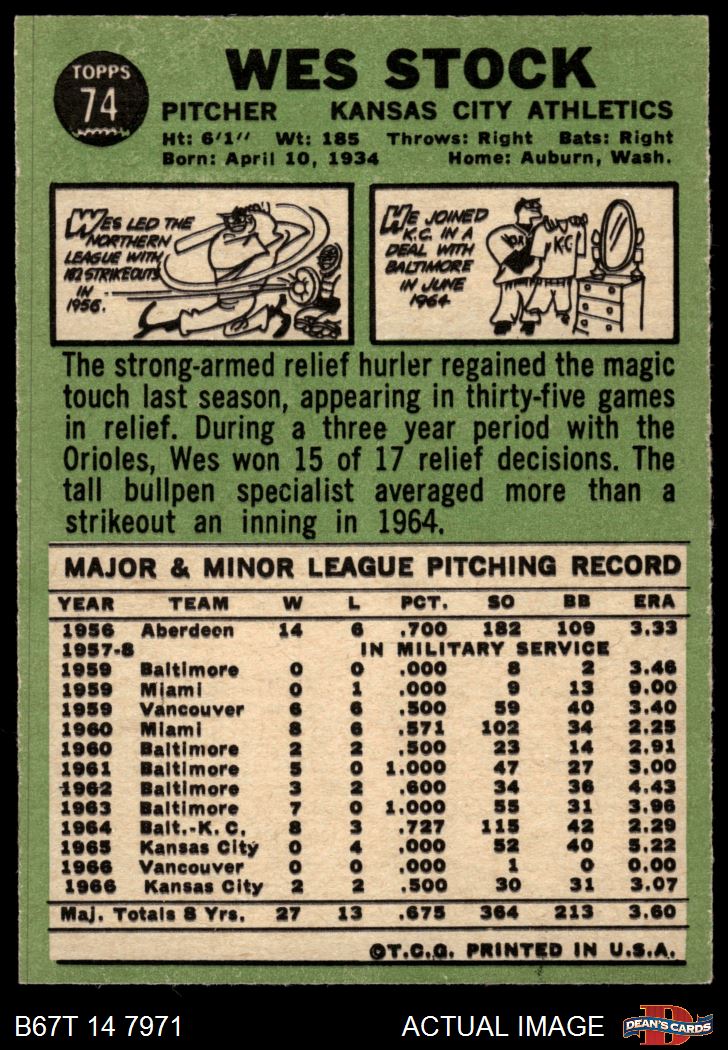 TOPPS
74
WES STOCK
PITCHER KANSAS CITY ATHLETICS
Ht: 6'1" Wt: 185 Throws: Right Bats: Right
Born: April 10, 1934 Home: Auburn, Wash.
WES LED THE
NORTHERN
LEAGUE WITH
182 STRIKEOUTS
IN
1956.
HE JOINED
K.C. IN A
DEAL WITH
BALTIMORE
IN JUNE
1964
K-C
The strong-armed relief hurler regained the magic
touch last season, appearing in thirty-five games
in relief. During a three year period with the
Orioles, Wes won 15 of 17 relief decisions. The
tall bullpen specialist averaged more than a
strikeout an inning in 1964.
MAJOR & MINOR LEAGUE PITCHING RECORD
YEAR TEAM W L PCT. SO BB ERA
1956 Aberdeen 14 6 .700 182 109 3.33
1957-8 IN MILITARY SERVICE
1959 Baltimore 0 0 .000 8 2 3.46
1959 Miami 0 1 .000 9 13 9.00
1959 Vancouver 6 6 .500 59 40 3.40
1960 Miami 8 6 .571 102 34 2.25
1960 Baltimore 2 2 .500 23 14 2.91
1961 Baltimore 5 0 1.000 47 27 3.00
1962 Baltimore 3 2 .600 34 36 4.43
1963 Baltimore 7 0 1.000 55 31 3.96
1964 Balt.-K. C. 8 3 .727 115 42 2.29
1965 Kansas City 0 4 .000 52 40 5.22
1966 Vancouver 0 0 .000 1 0 0.00
1966 Kansas City 2 2 .500 30 31 3.07
Maj. Totals 8 Yrs. 27 13 .675 364 213 3.60
©T.C.G. PRINTED IN U.S.A.
B67T 14 7971 ACTUAL IMAGE
DEAN'S CARDS